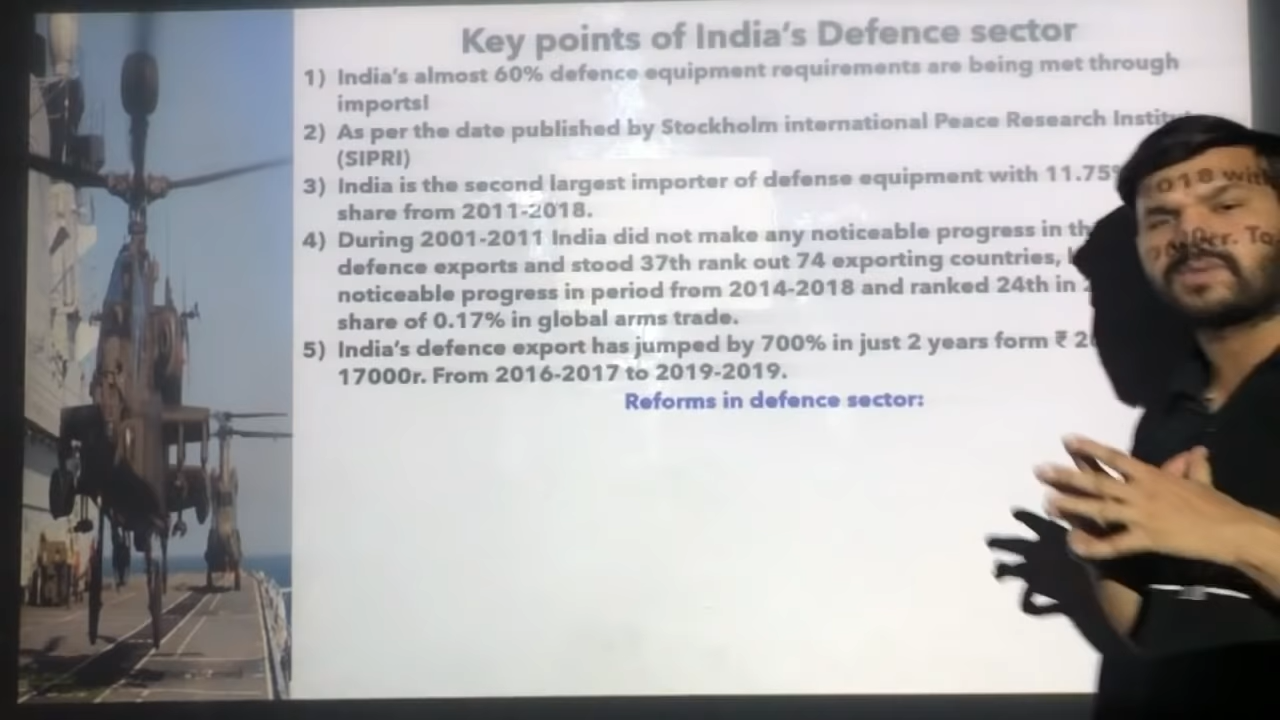 Key points of India's Defence sector
1) India's almost 60% defence equipment requirements are being met through
imports!
2) As per the date published by Stockholm international Peace Research
(SIPRI)
3) India is the second largest importer of defense equipment with 11.75%
share from 2011-2018.
4) During 2001-2011 India did not make any noticeable progress in
defence exports and stood 37th rank out 74 exporting countries,
noticeable progress in period from 2014-2018 and ranked 24th in
share of 0.17% in global arms trade.
5) India's defence export has jumped by 700% in just 2 years form ₹
17000r. From 2016-2017 to 2019-2019.
Reforms in defence sector: